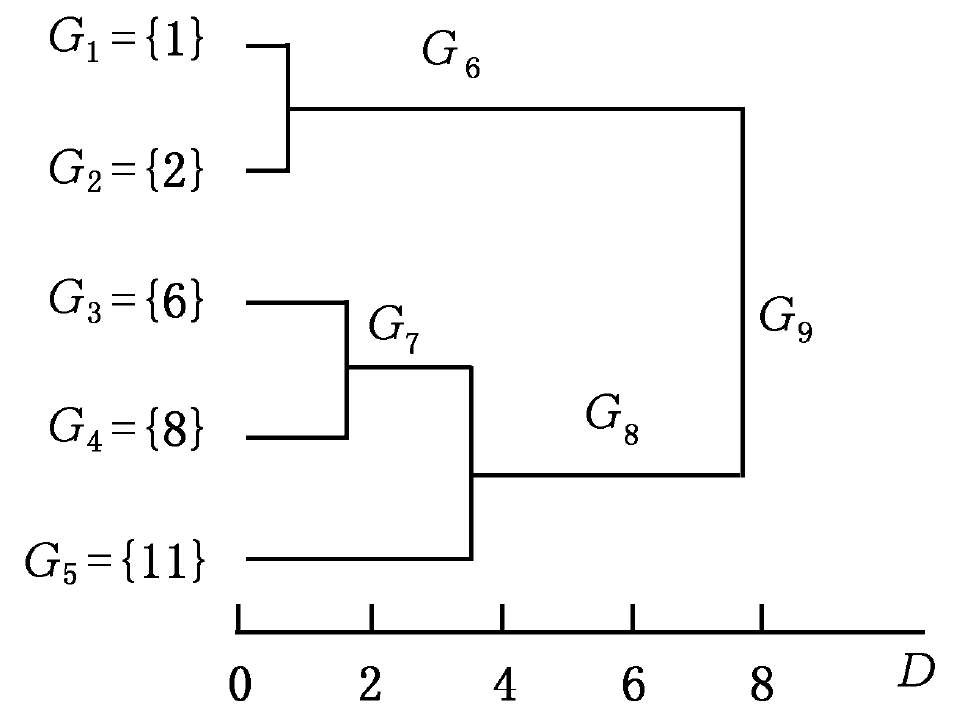 G₁={1}
G₆
G₂={2}
G₃={6}
G₇
G₉
G₄={8}
G₈
G₅={11}
0 2 4 6 8 D